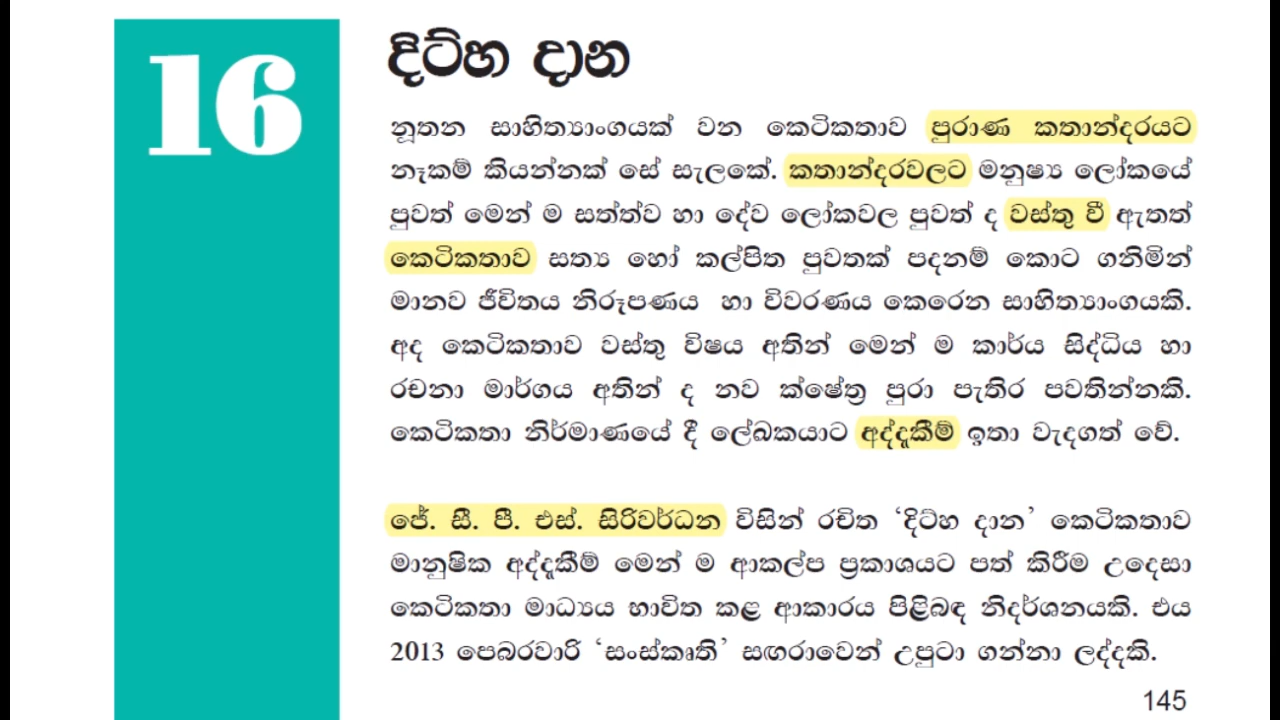 16
දිට්හ දාන
නූතන සාහිත්‍යාංගයක් වන කෙටිකතාව පුරාණ කතාන්දරයට
නෑකම් කියන්නක් සේ සැලකේ. කතාන්දරවලට මනුෂ්‍ය ලෝකයේ
පුවත් මෙන් ම සත්ත්ව හා දේව ලෝකවල පුවත් ද වස්තු වී ඇතත්
කෙටිකතාව සත්‍ය හෝ කල්පිත පුවතක් පදනම් කොට ගනිමින්
මානව ජීවිතය නිරූපණය හා විවරණය කෙරෙන සාහිත්‍යාංගයකි.
අද කෙටිකතාව වස්තු විෂය අතින් මෙන් ම කාර්ය සිද්ධිය හා
රචනා මාර්ගය අතින් ද නව ක්ෂේත්‍ර පුරා පැතිර පවතින්නකි.
කෙටිකතා නිර්මාණයේ දී ලේඛකයාට අද්දැකීම් ඉතා වැදගත් වේ.
ජේ. සී. පී. එස්. සිරිවර්ධන විසින් රචිත ‘දිට්හ දාන’ කෙටිකතාව
මානුෂික අද්දැකීම් මෙන් ම ආකල්ප ප්‍රකාශයට පත් කිරීම උදෙසා
කෙටිකතා මාධ්‍යය භාවිත කළ ආකාරය පිළිබඳ නිදර්ශනයකි. එය
2013 පෙබරවාරි ‘සංස්කෘති’ සඟරාවෙන් උපුටා ගන්නා ලද්දකි.
145